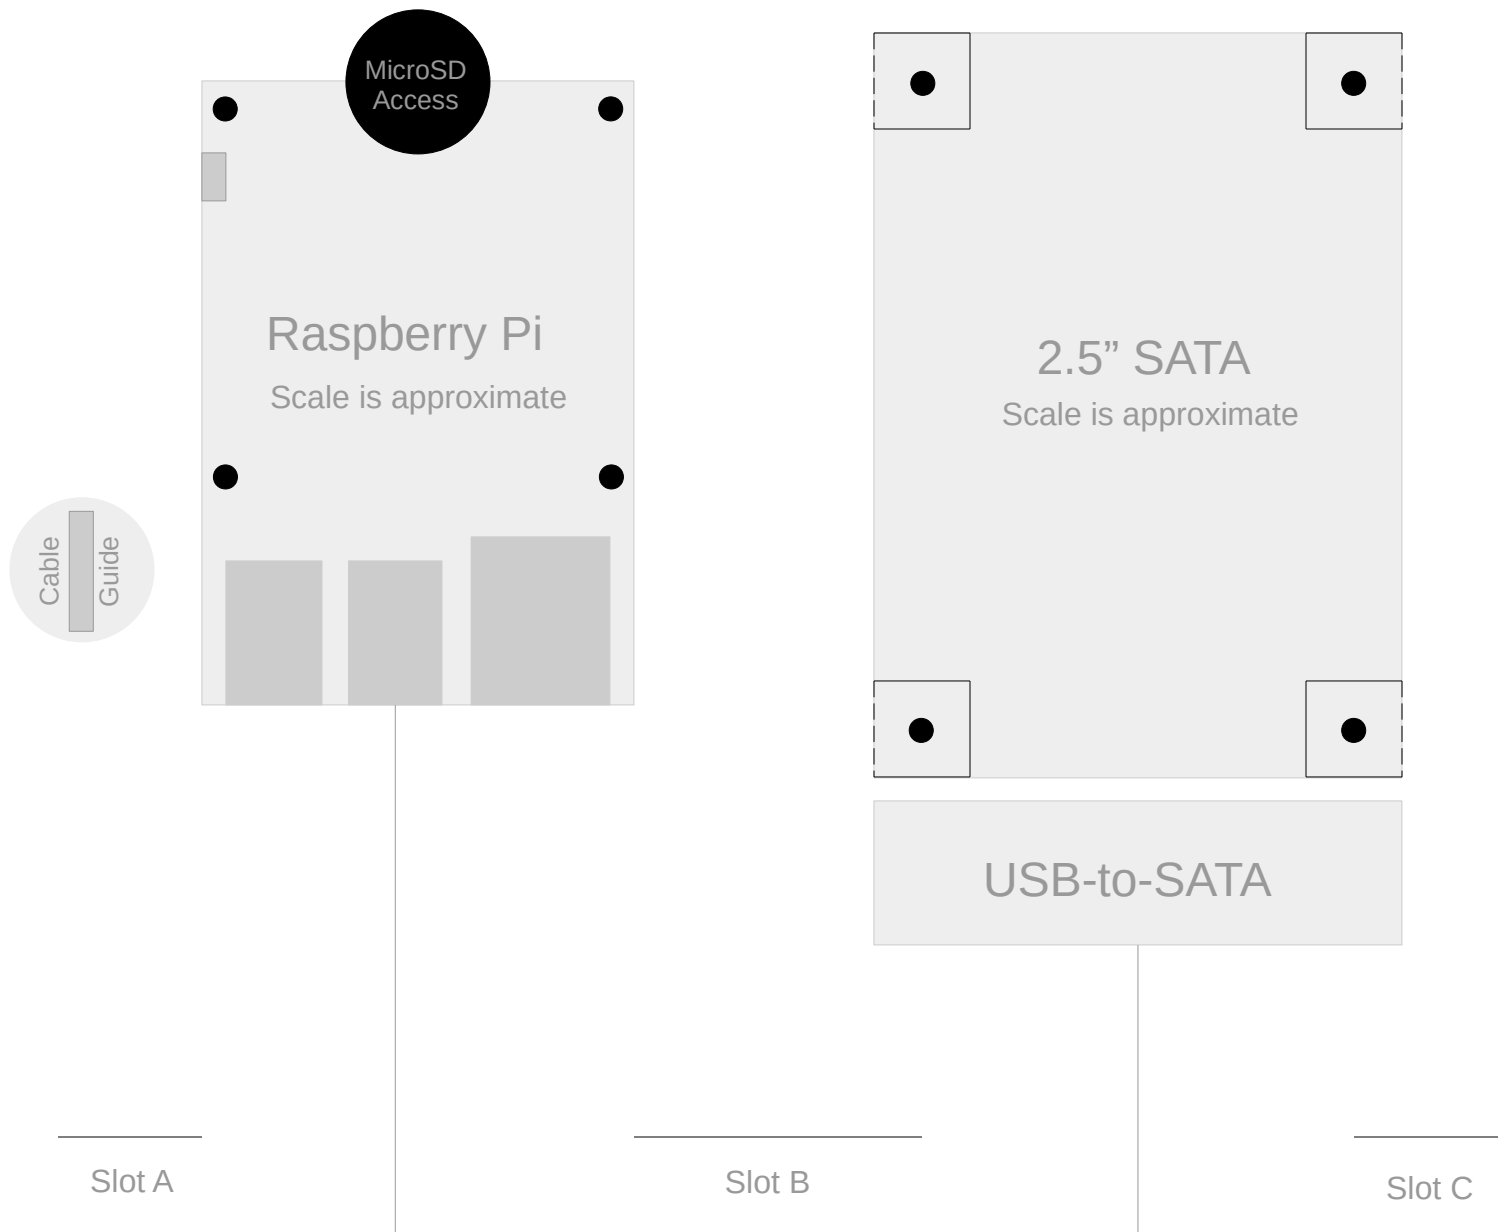 MicroSD
Access
Raspberry Pi
Scale is approximate
2.5” SATA
Scale is approximate
Cable
Guide
USB-to-SATA
Slot A
Slot B
Slot C